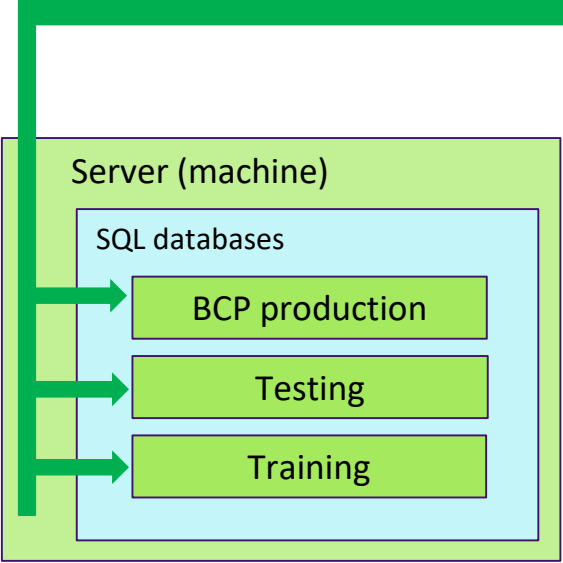 Server (machine)
SQL databases
BCP production
Testing
Training